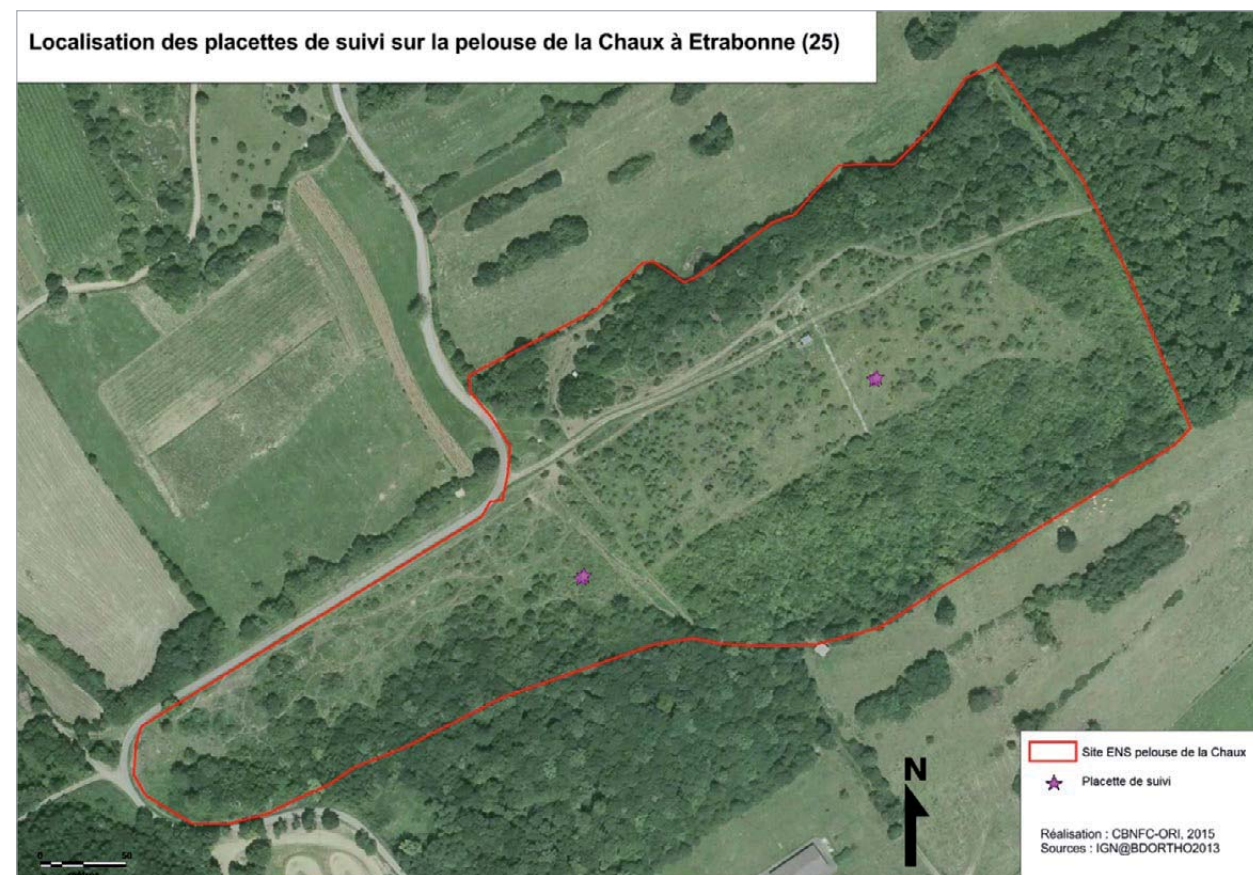 Localisation des placettes de suivi sur la pelouse de la Chaux à Etrabonne (25)
N
Site ENS pelouse de la Chaux
Placette de suivi
Réalisation : CBNFC-ORI, 2015
Sources : IGN@BDORTHO2013
0
50